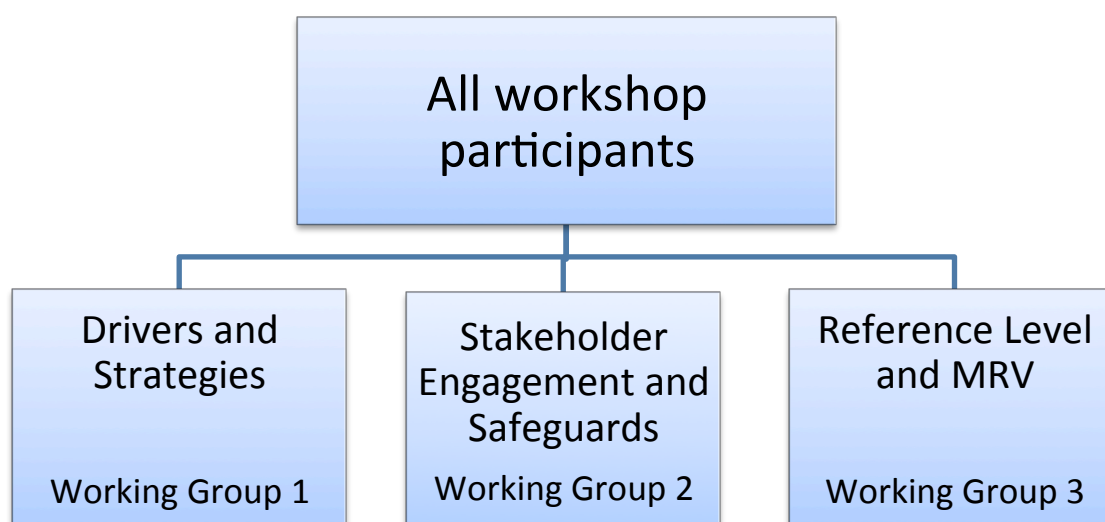 All workshop
participants
Drivers and
Strategies
Working Group 1
Stakeholder
Engagement and
Safeguards
Working Group 2
Reference Level
and MRV
Working Group 3